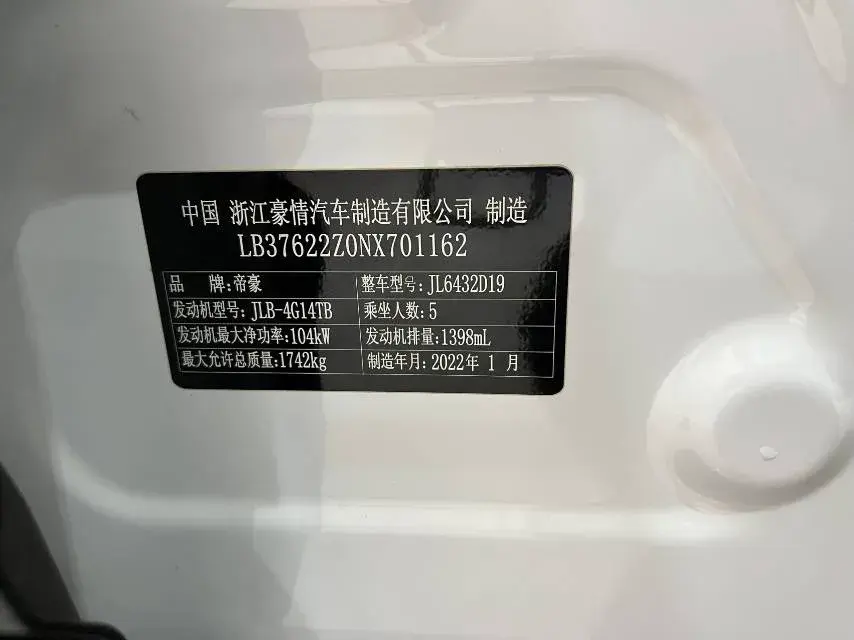 中国 浙江豪情汽车制造有限公司 制造
LB37622Z0NX701162
品 牌:帝豪 整车型号:JL6432D19
发动机型号:JLB-4G14TB 乘坐人数:5
发动机最大净功率:104kW 发动机排量:1398mL
最大允许总质量:1742kg 制造年月:2022年 1 月